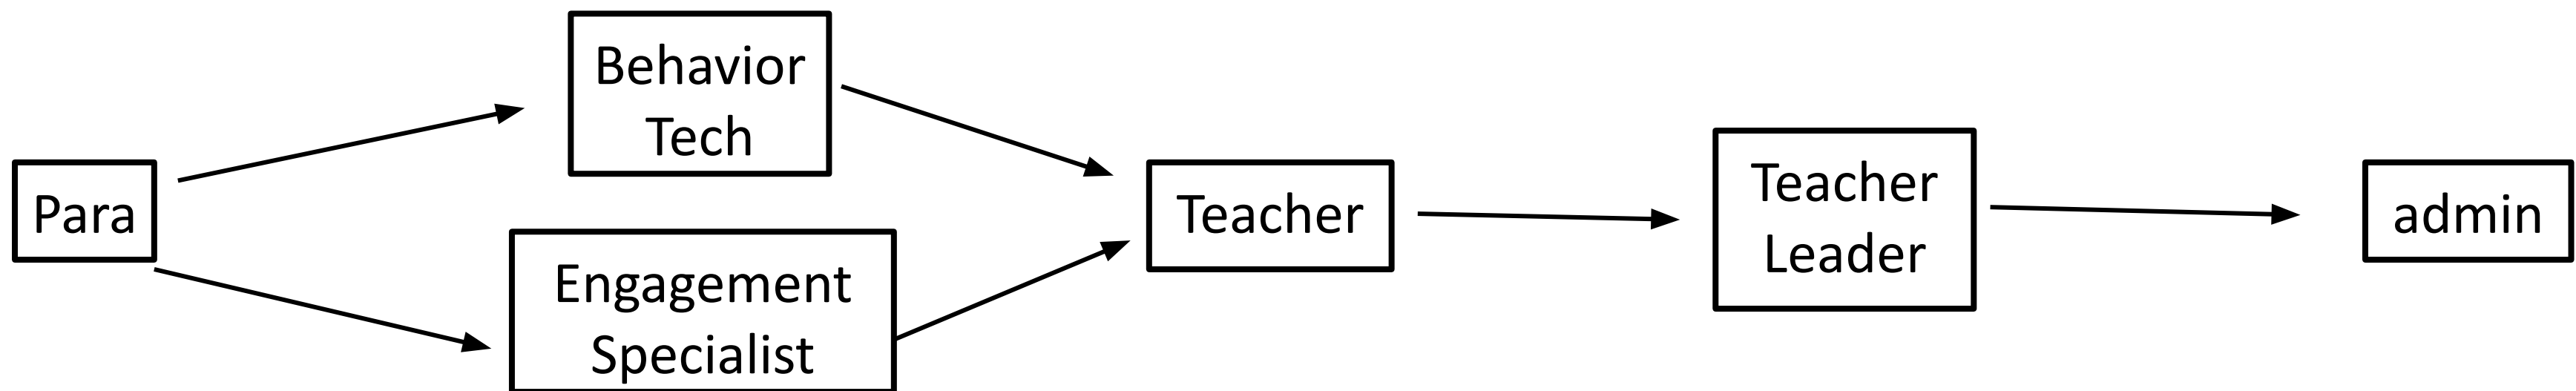 Para
Behavior
Tech
Engagement
Specialist
Teacher
Teacher
Leader
admin